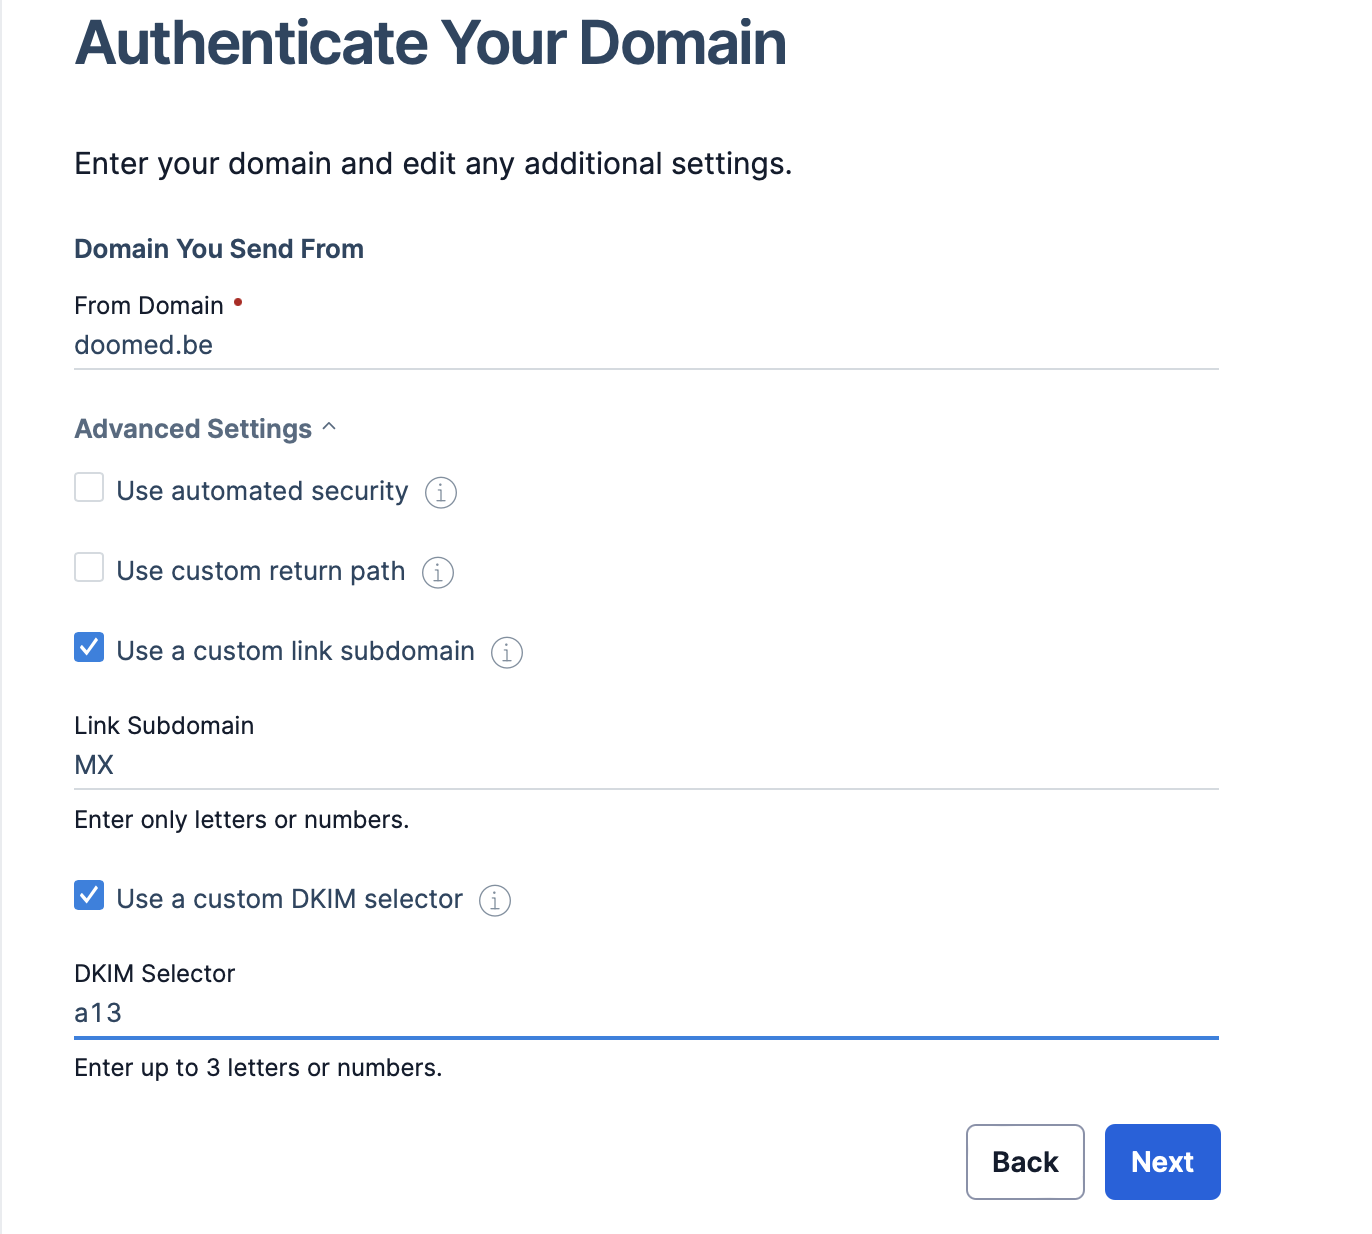 Authenticate Your Domain
Enter your domain and edit any additional settings.
Domain You Send From
From Domain •
doomed.be
Advanced Settings ^
Use automated security
Use custom return path
Use a custom link subdomain
Link Subdomain
MX
Enter only letters or numbers.
Use a custom DKIM selector
DKIM Selector
a13
Enter up to 3 letters or numbers.
Back Next